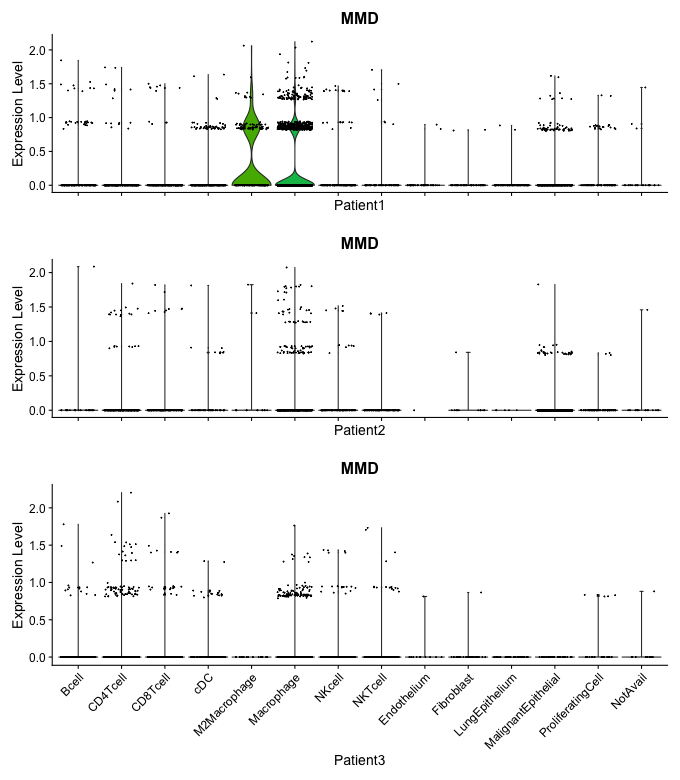 MMD
Expression Level
2.0
1.5
1.0
0.5
0.0
Patient1
MMD
Expression Level
2.0
1.5
1.0
0.5
0.0
Patient2
MMD
Expression Level
2.0
1.5
1.0
0.5
0.0
Bcell
CD4Tcell
CD8Tcell
cDC
M2Macrophage
Macrophage
NKcell
NKTcell
Endothelium
Fibroblast
LungEpithelium
MalignantEpithelial
ProliferatingCell
NotAvail
Patient3